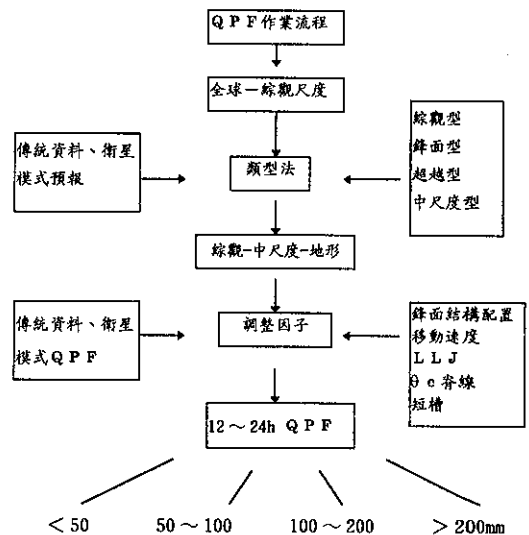 QPF作業流程
全球－綜觀尺度
綜觀型
鋒面型
超越型
中尺度型
傳統資料、衛星
模式預報
類型法
綜觀-中尺度-地形
傳統資料、衛星
模式QPF
調整因子
鋒面結構配置
移動速度
LLJ
θc脊線
短槽
12～24h QPF
＜50 50～100 100～200 ＞200mm